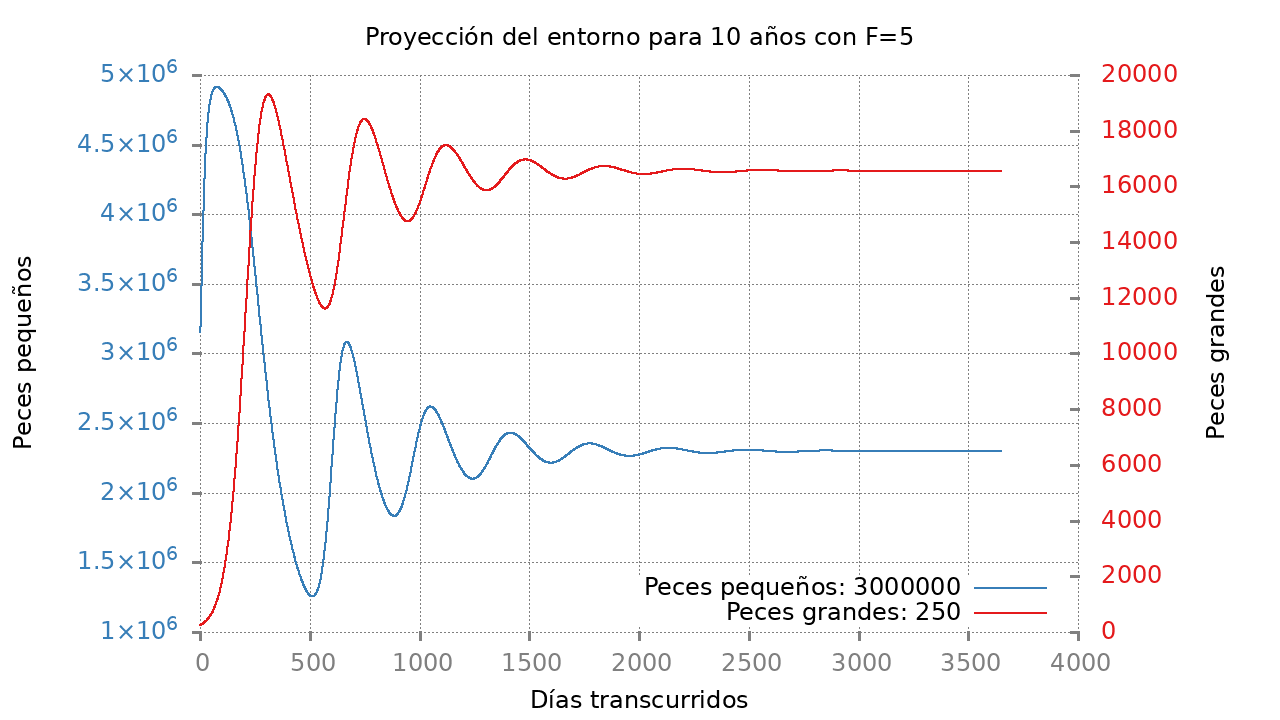 Proyección del entorno para 10 años con F=5
Peces pequeños
5×10⁶
4.5×10⁶
4×10⁶
3.5×10⁶
3×10⁶
2.5×10⁶
2×10⁶
1.5×10⁶
1×10⁶
20000
18000
16000
14000
12000
10000
8000
6000
4000
2000
0
Peces grandes
Peces pequeños: 3000000
Peces grandes: 250
0 500 1000 1500 2000 2500 3000 3500 4000
Días transcurridos